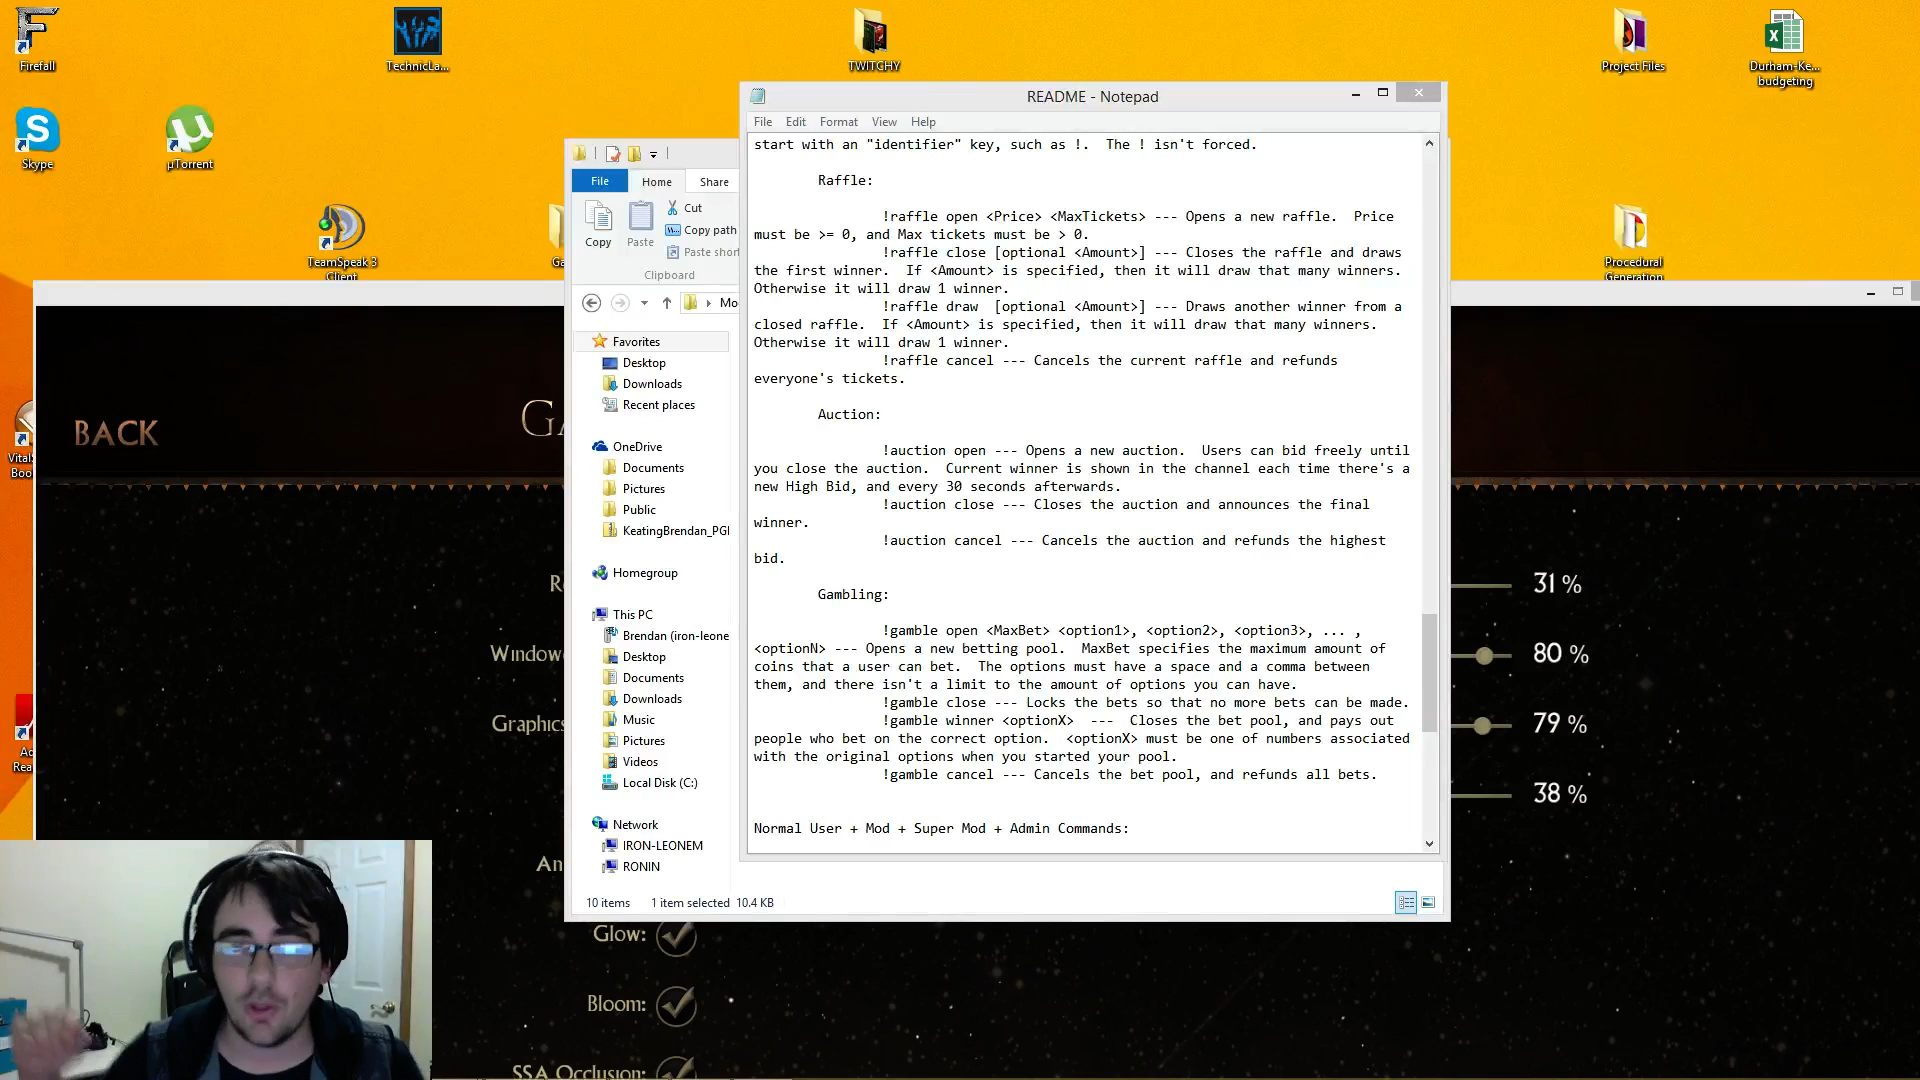 Firefall
TechnicLa...
TWITCHY
Project Files
Durham-Ke...
budgeting
Skype
µTorrent
TeamSpeak 3
Client
Procedural
Generation
README - Notepad
File Edit Format View Help
start with an "identifier" key, such as !.  The ! isn't forced.
Raffle:
!raffle open <Price> <MaxTickets> --- Opens a new raffle.  Price
must be >= 0, and Max tickets must be > 0.
!raffle close [optional <Amount>] --- Closes the raffle and draws
the first winner.  If <Amount> is specified, then it will draw that many winners.
Otherwise it will draw 1 winner.
!raffle draw  [optional <Amount>] --- Draws another winner from a
closed raffle.  If <Amount> is specified, then it will draw that many winners.
Otherwise it will draw 1 winner.
!raffle cancel --- Cancels the current raffle and refunds
everyone's tickets.
Auction:
!auction open --- Opens a new auction.  Users can bid freely until
you close the auction.  Current winner is shown in the channel each time there's a
new High Bid, and every 30 seconds afterwards.
!auction close --- Closes the auction and announces the final
winner.
!auction cancel --- Cancels the auction and refunds the highest
bid.
Gambling:
!gamble open <MaxBet> <option1>, <option2>, <option3>, ... ,
<optionN> --- Opens a new betting pool.  MaxBet specifies the maximum amount of
coins that a user can bet.  The options must have a space and a comma between
them, and there isn't a limit to the amount of options you can have.
!gamble close --- Locks the bets so that no more bets can be made.
!gamble winner <optionX>  ---  Closes the bet pool, and pays out
people who bet on the correct option.  <optionX> must be one of numbers associated
with the original options when you started your pool.
!gamble cancel --- Cancels the bet pool, and refunds all bets.
Normal User + Mod + Super Mod + Admin Commands:
File Home Share
Copy
Paste
Cut
Copy path
Paste short
Clipboard
Mo
Favorites
Desktop
Downloads
Recent places
OneDrive
Documents
Pictures
Public
KeatingBrendan_PGI
Homegroup
This PC
Brendan (iron-leone
Desktop
Documents
Downloads
Music
Pictures
Videos
Local Disk (C:)
Network
IRON-LEONEM
RONIN
10 items 1 item selected 10.4 KB
BACK
Window
Graphics
An
Glow:
Bloom:
SSA Occlusion:
31 %
80 %
79 %
38 %